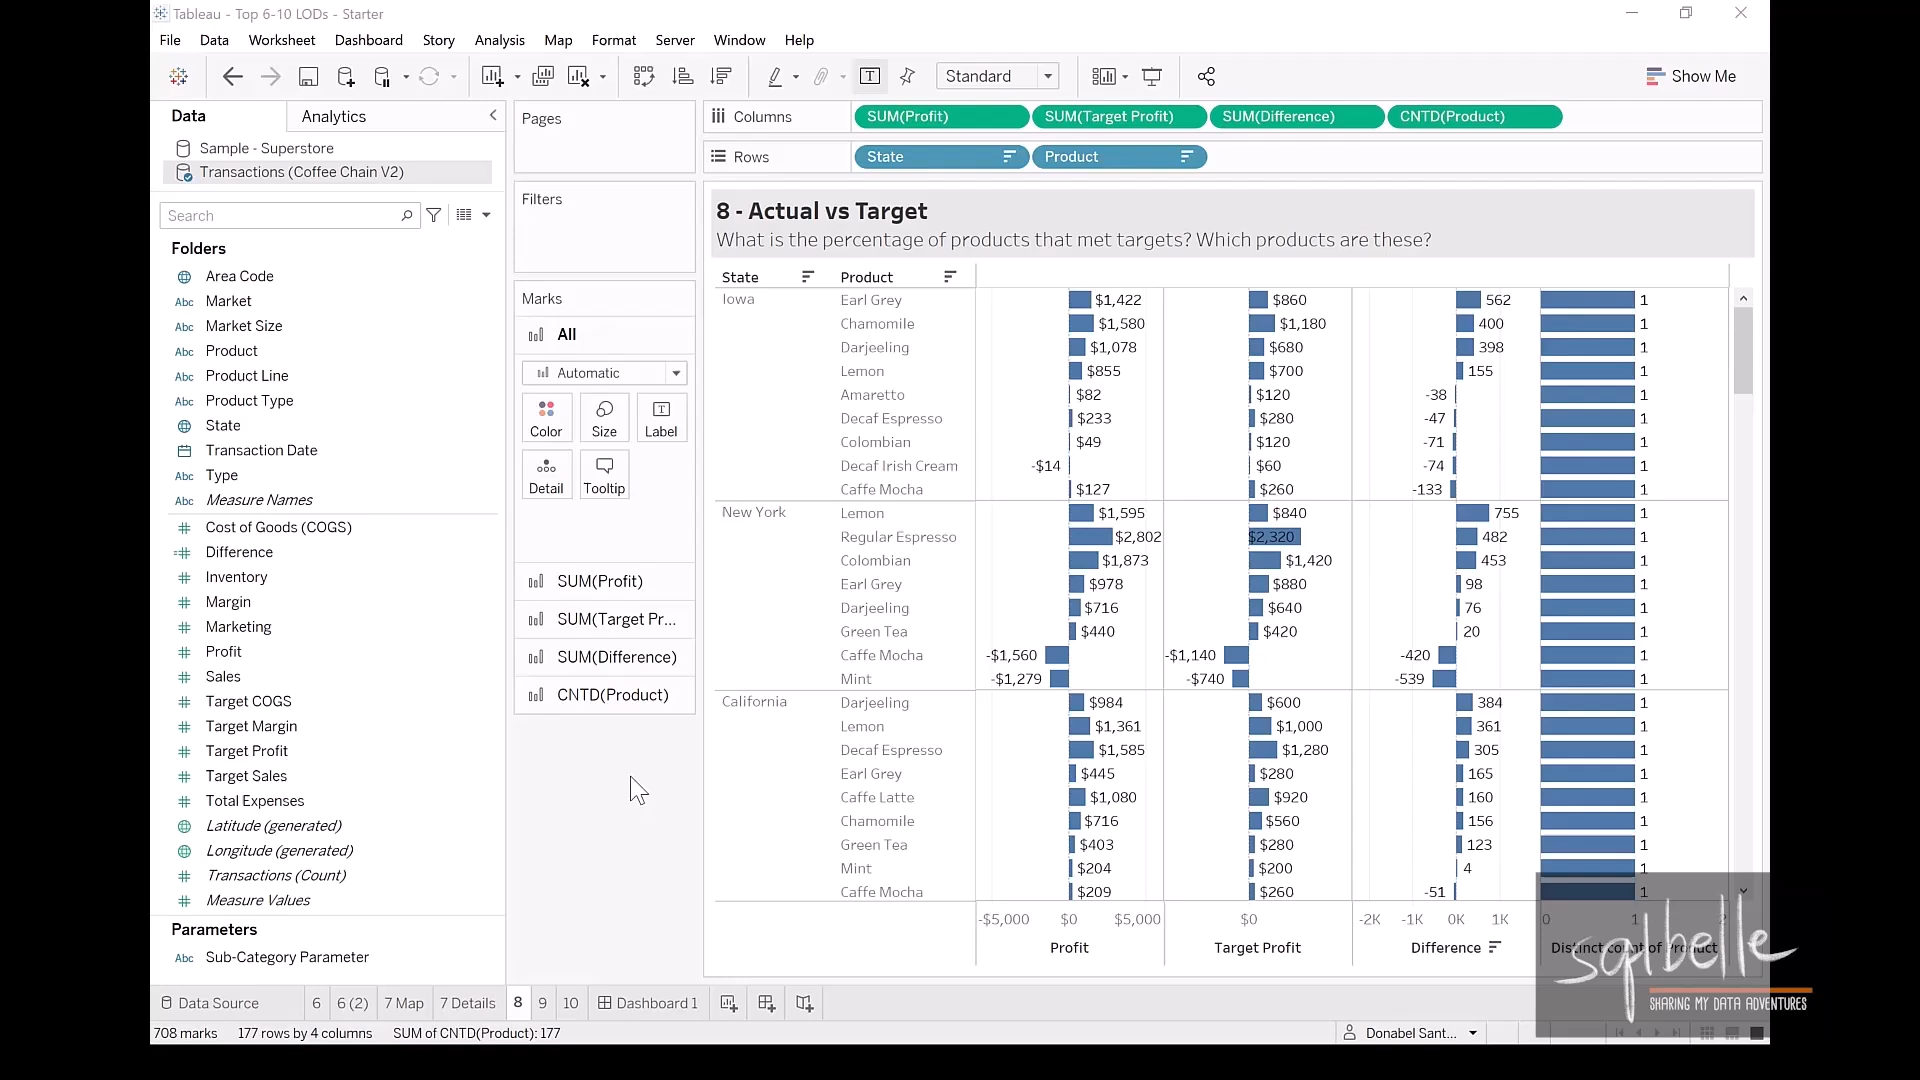 Tableau - Top 6-10 LODs - Starter
File Data Worksheet Dashboard Story Analysis Map Format Server Window Help
Standard
Show Me
Data
Analytics
Sample - Superstore
Transactions (Coffee Chain V2)
Search
Folders
Area Code
Abc Market
Abc Market Size
Abc Product
Abc Product Line
Abc Product Type
State
Transaction Date
Abc Type
Abc Measure Names
Cost of Goods (COGS)
Difference
Inventory
Margin
Marketing
Profit
Sales
Target COGS
Target Margin
Target Profit
Target Sales
Total Expenses
Latitude (generated)
Longitude (generated)
Transactions (Count)
Measure Values
Parameters
Abc Sub-Category Parameter
Pages
Filters
Marks
All
Automatic
Color Size Label
Detail Tooltip
SUM(Profit)
SUM(Target Pr...
SUM(Difference)
CNTD(Product)
Columns SUM(Profit) SUM(Target Profit) SUM(Difference) CNTD(Product)
Rows State Product
8 - Actual vs Target
What is the percentage of products that met targets? Which products are these?
State Product
Iowa Earl Grey $1,422 $860 562 1
Chamomile $1,580 $1,180 400 1
Darjeeling $1,078 $680 398 1
Lemon $855 $700 155 1
Amaretto $82 $120 -38 1
Decaf Espresso $233 $280 -47 1
Colombian $49 $120 -71 1
Decaf Irish Cream -$14 $60 -74 1
Caffe Mocha $127 $260 -133 1
New York Lemon $1,595 $840 755 1
Regular Espresso $2,802 $2,320 482 1
Colombian $1,873 $1,420 453 1
Earl Grey $978 $880 98 1
Darjeeling $716 $640 76 1
Green Tea $440 $420 20 1
Caffe Mocha -$1,560 -$1,140 -420 1
Mint -$1,279 -$740 -539 1
California Darjeeling $984 $600 384 1
Lemon $1,361 $1,000 361 1
Decaf Espresso $1,585 $1,280 305 1
Earl Grey $445 $280 165 1
Caffe Latte $1,080 $920 160 1
Chamomile $716 $560 156 1
Green Tea $403 $280 123 1
Mint $204 $200 4 1
Caffe Mocha $209 $260 -51 1
-$5,000 $0 $5,000 $0 -2K -1K 0K 1K 0 1 2
Profit Target Profit Difference Distinct count of Product
sqlbelle
SHARING MY DATA ADVENTURES
Data Source 6 6 (2) 7 Map 7 Details 8 9 10 Dashboard 1
708 marks 177 rows by 4 columns SUM of CNTD(Product): 177
Donabel Sant...